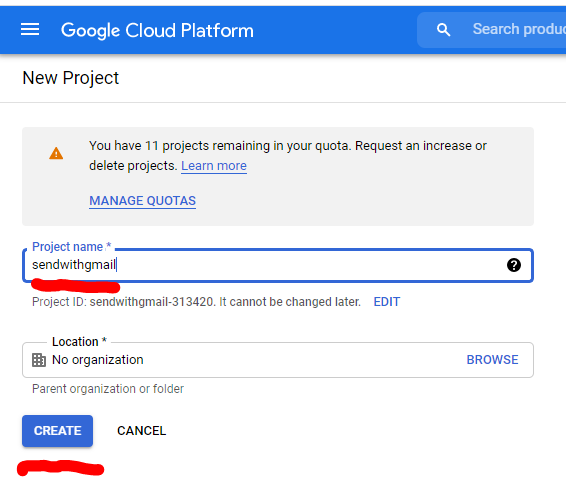 Google Cloud Platform
Search produc
New Project
You have 11 projects remaining in your quota. Request an increase or
delete projects. Learn more
MANAGE QUOTAS
Project name *
sendwithgmail
Project ID: sendwithgmail-313420. It cannot be changed later. EDIT
Location *
No organization BROWSE
Parent organization or folder
CREATE CANCEL